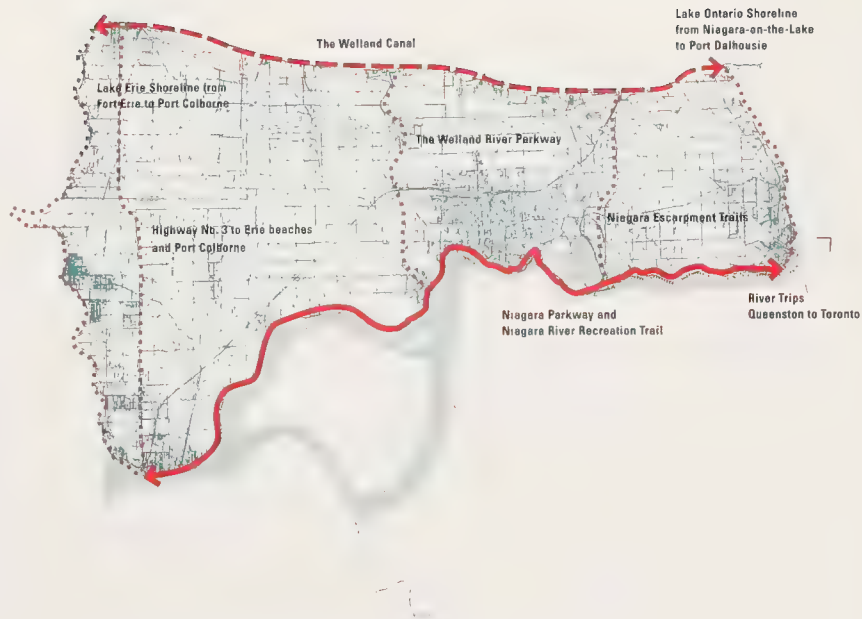 Lake Ontario Shoreline
from Niagara-on-the-Lake
to Port Dalhousie
The Welland Canal
Lake Erie Shoreline from
Fort Erie to Port Colborne
The Welland River Parkway
Niagara Escarpment Trails
Highway No. 3 to Erie beaches
and Port Colborne
River Trips
Queenston to Toronto
Niagara Parkway and
Niagara River Recreation Trail